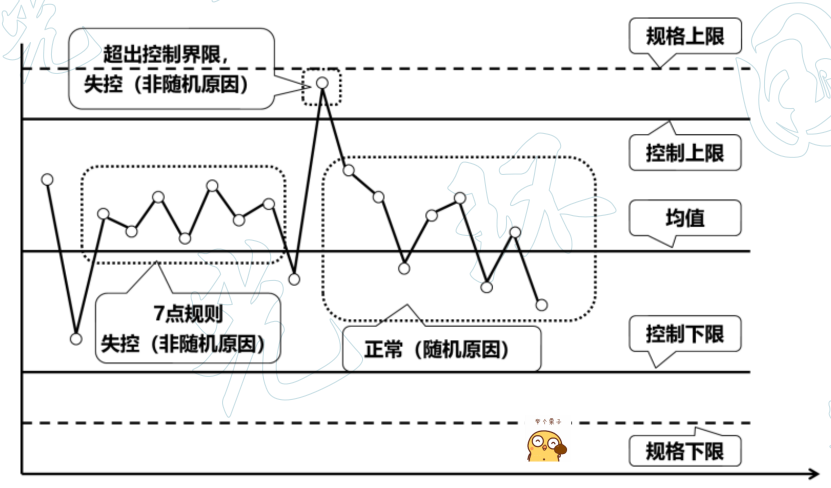 超出控制界限，
失控（非随机原因）
规格上限
控制上限
均值
7点规则
失控（非随机原因）
正常（随机原因）
控制下限
规格下限